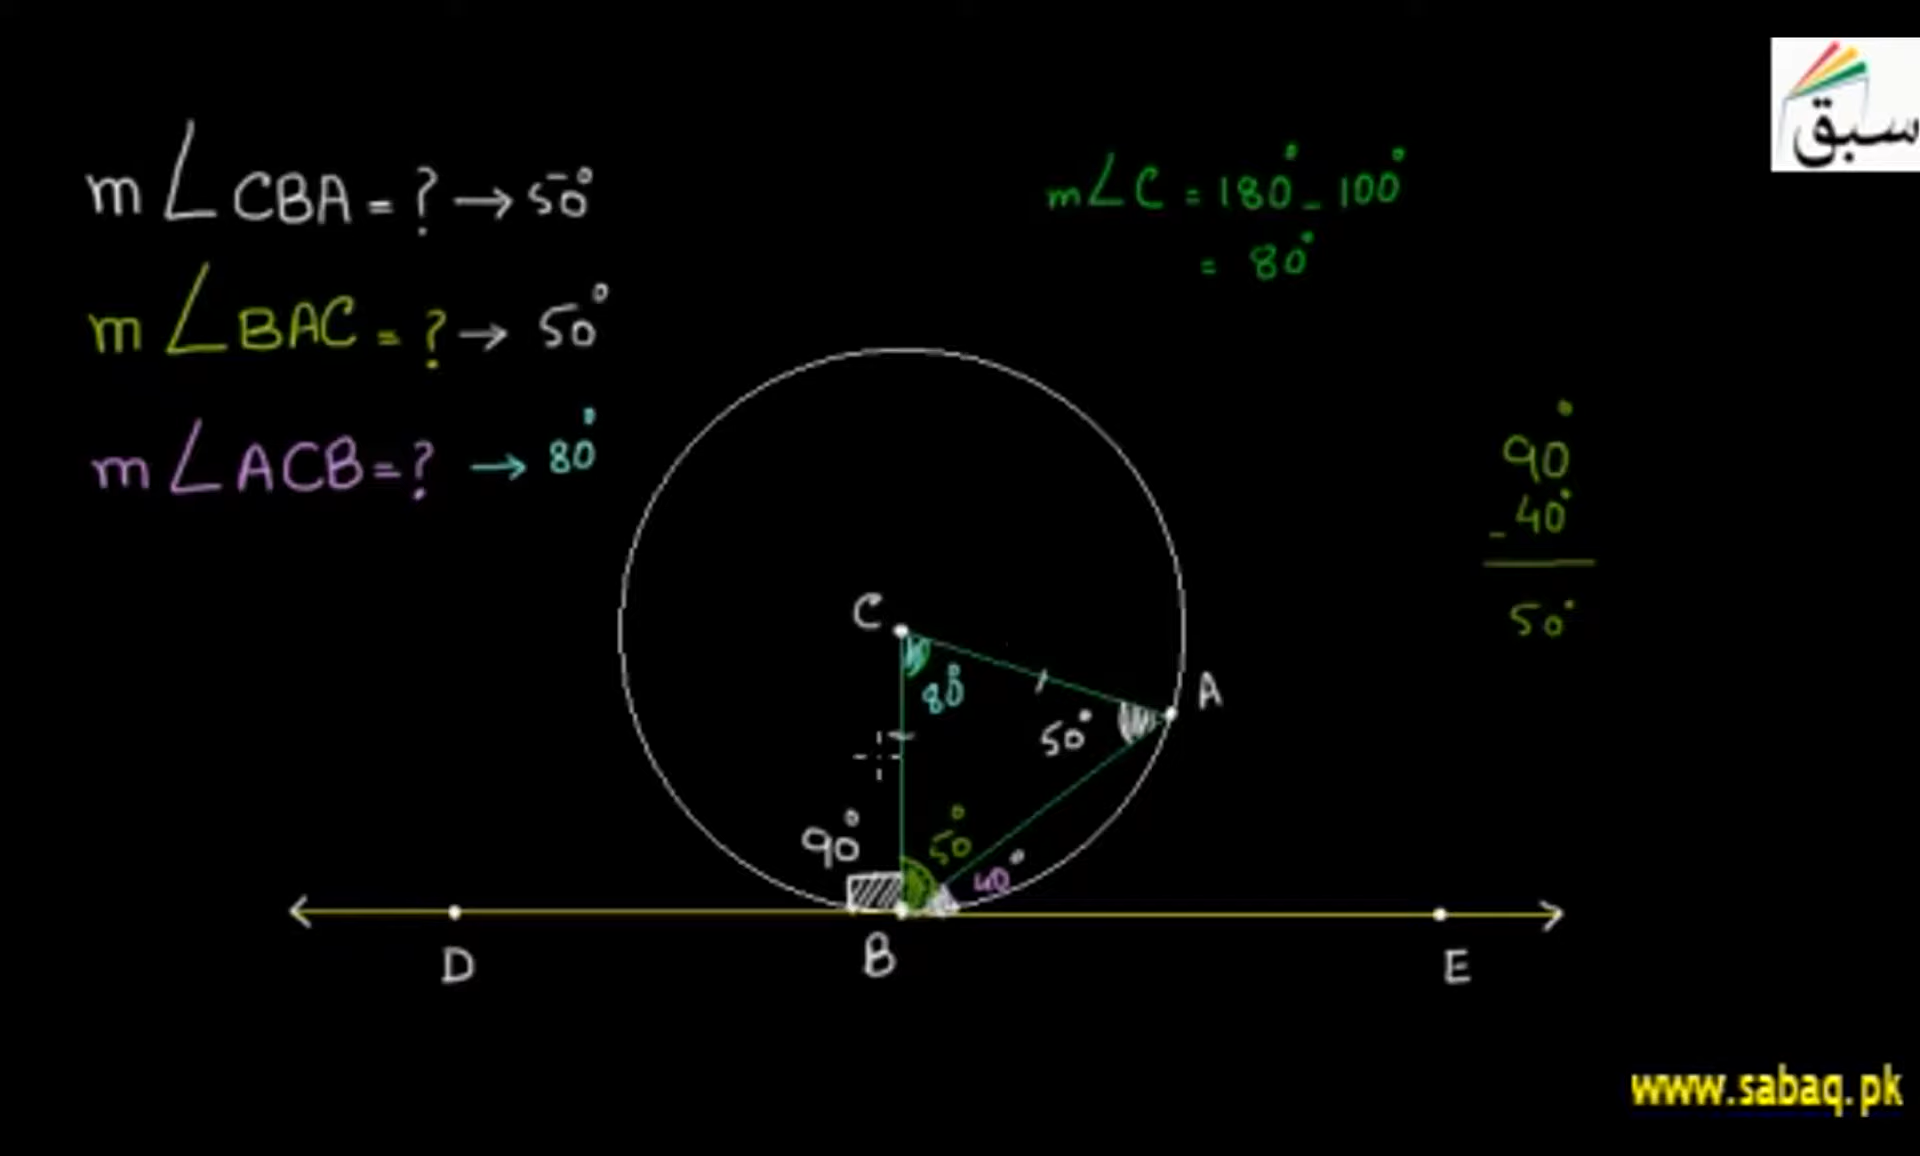 سبق
m∠CBA = ? → 50°
m∠BAC = ? → 50°
m∠ACB = ? → 80°
m∠C = 180° - 100°
= 80°
90°
- 40°
50°
C
80°
A
50°
90°
50°
40°
D
B
E
www.sabaq.pk